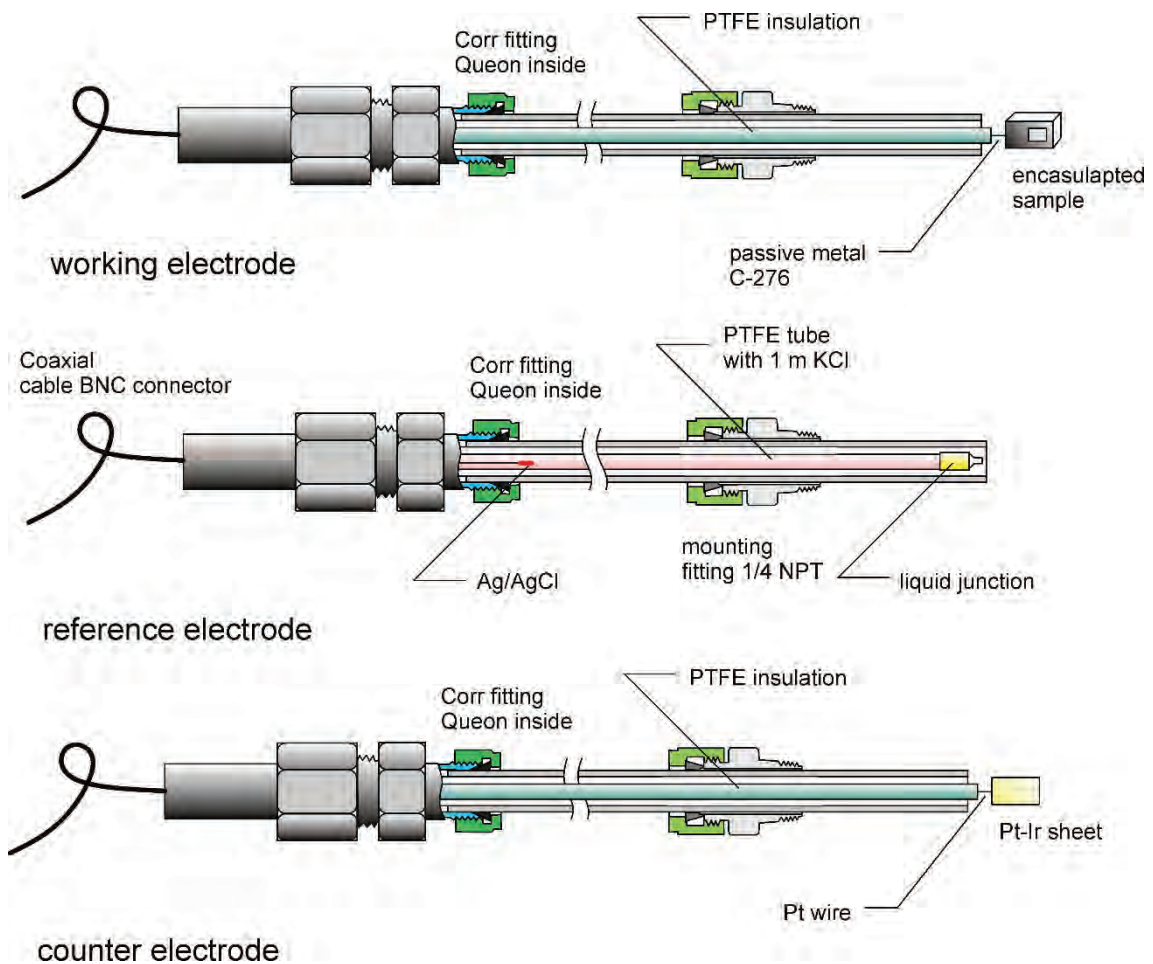 PTFE insulation
Corr fitting
Queon inside
encasulapted
sample
passive metal
C-276
working electrode
Coaxial
cable BNC connector
PTFE tube
with 1 m KCl
Corr fitting
Queon inside
Ag/AgCl
mounting
fitting 1/4 NPT
liquid junction
reference electrode
PTFE insulation
Corr fitting
Queon inside
Pt-Ir sheet
Pt wire
counter electrode